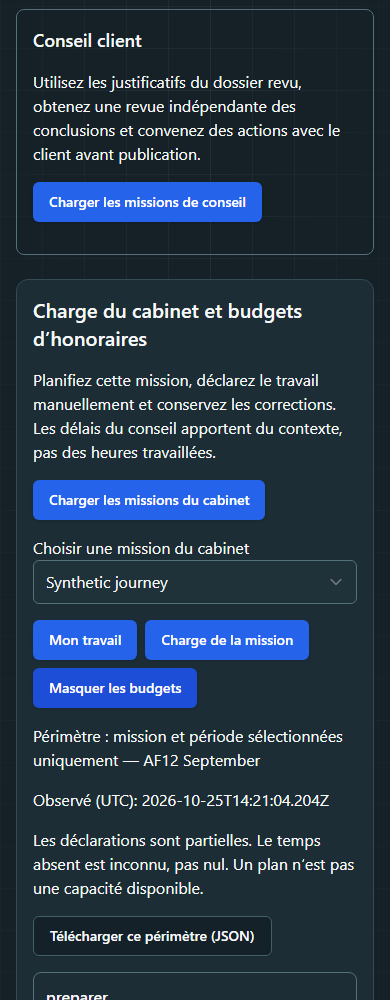 Conseil client
Utilisez les justificatifs du dossier revu,
obtenez une revue indépendante des
conclusions et convenez des actions avec le
client avant publication.
Charger les missions de conseil
Charge du cabinet et budgets
d’honoraires
Planifiez cette mission, déclarez le travail
manuellement et conservez les corrections.
Les délais du conseil apportent du contexte,
pas des heures travaillées.
Charger les missions du cabinet
Choisir une mission du cabinet
Synthetic journey
Mon travail
Charge de la mission
Masquer les budgets
Périmètre : mission et période sélectionnées
uniquement — AF12 September
Observé (UTC): 2026-10-25T14:21:04.204Z
Les déclarations sont partielles. Le temps
absent est inconnu, pas nul. Un plan n’est pas
une capacité disponible.
Télécharger ce périmètre (JSON)
preparer